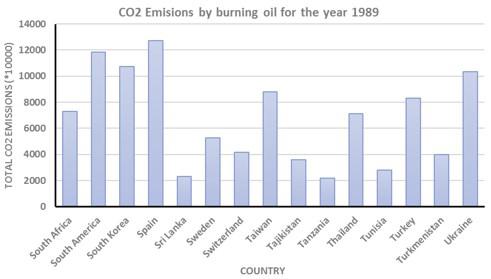 CO2 Emisions by burning oil for the year 1989
TOTAL CO2 EMISSIONS (*10000)
14000
12000
10000
8000
6000
4000
2000
0
South Africa
South America
South Korea
Spain
Sri Lanka
Sweden
Switzerland
Taiwan
Tajikistan
Tanzania
Thailand
Tunisia
Turkey
Turkmenistan
Ukraine
COUNTRY